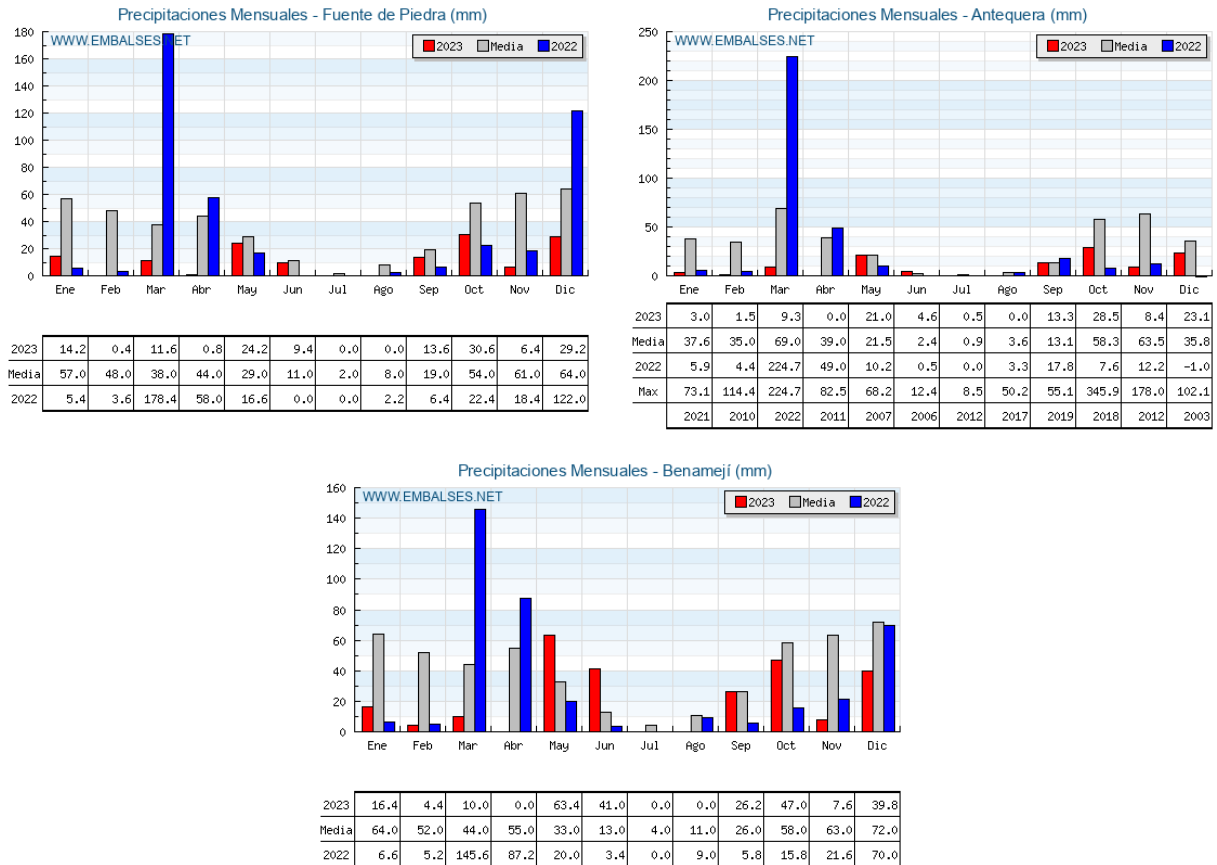 Precipitaciones Mensuales - Fuente de Piedra (mm)
WWW.EMBALSES.NET
2023 Media 2022
180
160
140
120
100
80
60
40
20
0
Ene Feb Mar Abr May Jun Jul Ago Sep Oct Nov Dic
2023 14.2 0.4 11.6 0.8 24.2 9.4 0.0 0.0 13.6 30.6 6.4 29.2
Media 57.0 48.0 38.0 44.0 29.0 11.0 2.0 8.0 19.0 54.0 61.0 64.0
2022 5.4 3.6 178.4 58.0 16.6 0.0 0.0 2.2 6.4 22.4 18.4 122.0
Precipitaciones Mensuales - Antequera (mm)
WWW.EMBALSES.NET
2023 Media 2022
250
200
150
100
50
0
Ene Feb Mar Abr May Jun Jul Ago Sep Oct Nov Dic
2023 3.0 1.5 9.3 0.0 21.0 4.6 0.5 0.0 13.3 28.5 8.4 23.1
Media 37.6 35.0 69.0 39.0 21.5 2.4 0.9 3.6 13.1 58.3 63.5 35.8
2022 5.9 4.4 224.7 49.0 10.2 0.5 0.0 3.3 17.8 7.6 12.2 -1.0
Max 73.1 114.4 224.7 82.5 68.2 12.4 8.5 50.2 55.1 345.9 178.0 102.1
2021 2010 2022 2011 2007 2006 2012 2017 2019 2018 2012 2003
Precipitaciones Mensuales - Benamejí (mm)
WWW.EMBALSES.NET
2023 Media 2022
160
140
120
100
80
60
40
20
0
Ene Feb Mar Abr May Jun Jul Ago Sep Oct Nov Dic
2023 16.4 4.4 10.0 0.0 63.4 41.0 0.0 0.0 26.2 47.0 7.6 39.8
Media 64.0 52.0 44.0 55.0 33.0 13.0 4.0 11.0 26.0 58.0 63.0 72.0
2022 6.6 5.2 145.6 87.2 20.0 3.4 0.0 9.0 5.8 15.8 21.6 70.0